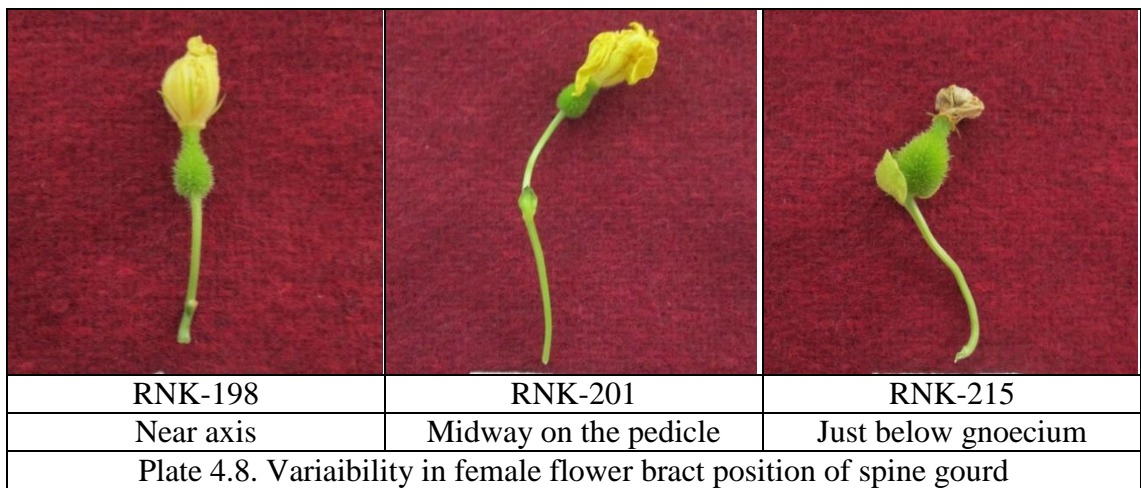 RNK-198 RNK-201 RNK-215
Near axis Midway on the pedicle Just below gnoecium
Plate 4.8. Variaibility in female flower bract position of spine gourd